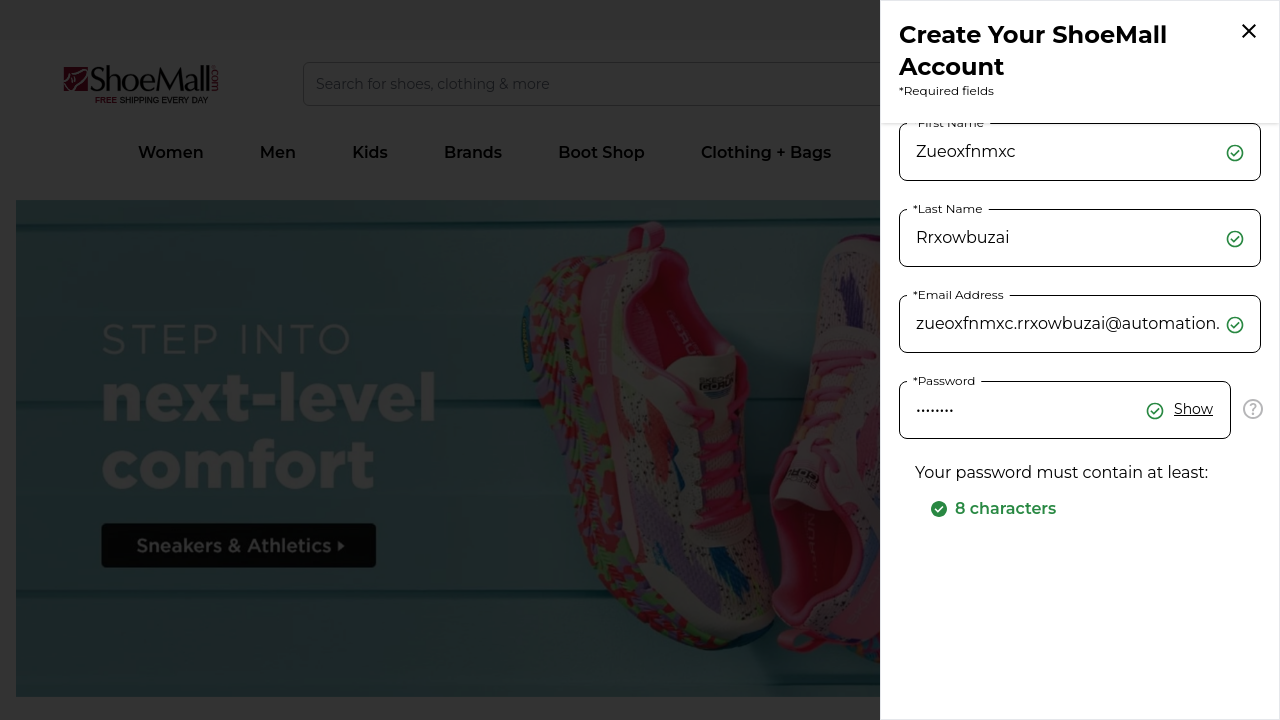 ShoeMall.com
FREE SHIPPING EVERY DAY
Search for shoes, clothing & more
Women
Men
Kids
Brands
Boot Shop
Clothing + Bags
STEP INTO
next-level
comfort
Sneakers & Athletics
Create Your ShoeMall
Account
*Required fields
*First Name
Zueoxfnmxc
*Last Name
Rrxowbuzai
*Email Address
zueoxfnmxc.rrxowbuzai@automation.
*Password
••••••••
Show
Your password must contain at least:
8 characters